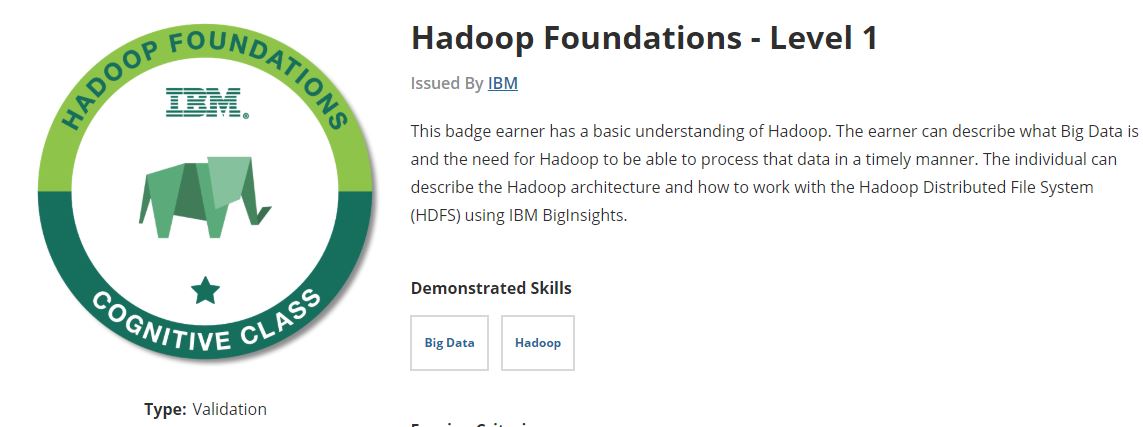 HADOOP FOUNDATIONS
IBM®
COGNITIVE CLASS
Type: Validation
Hadoop Foundations - Level 1
Issued By IBM
This badge earner has a basic understanding of Hadoop. The earner can describe what Big Data is
and the need for Hadoop to be able to process that data in a timely manner. The individual can
describe the Hadoop architecture and how to work with the Hadoop Distributed File System
(HDFS) using IBM BigInsights.
Demonstrated Skills
Big Data
Hadoop